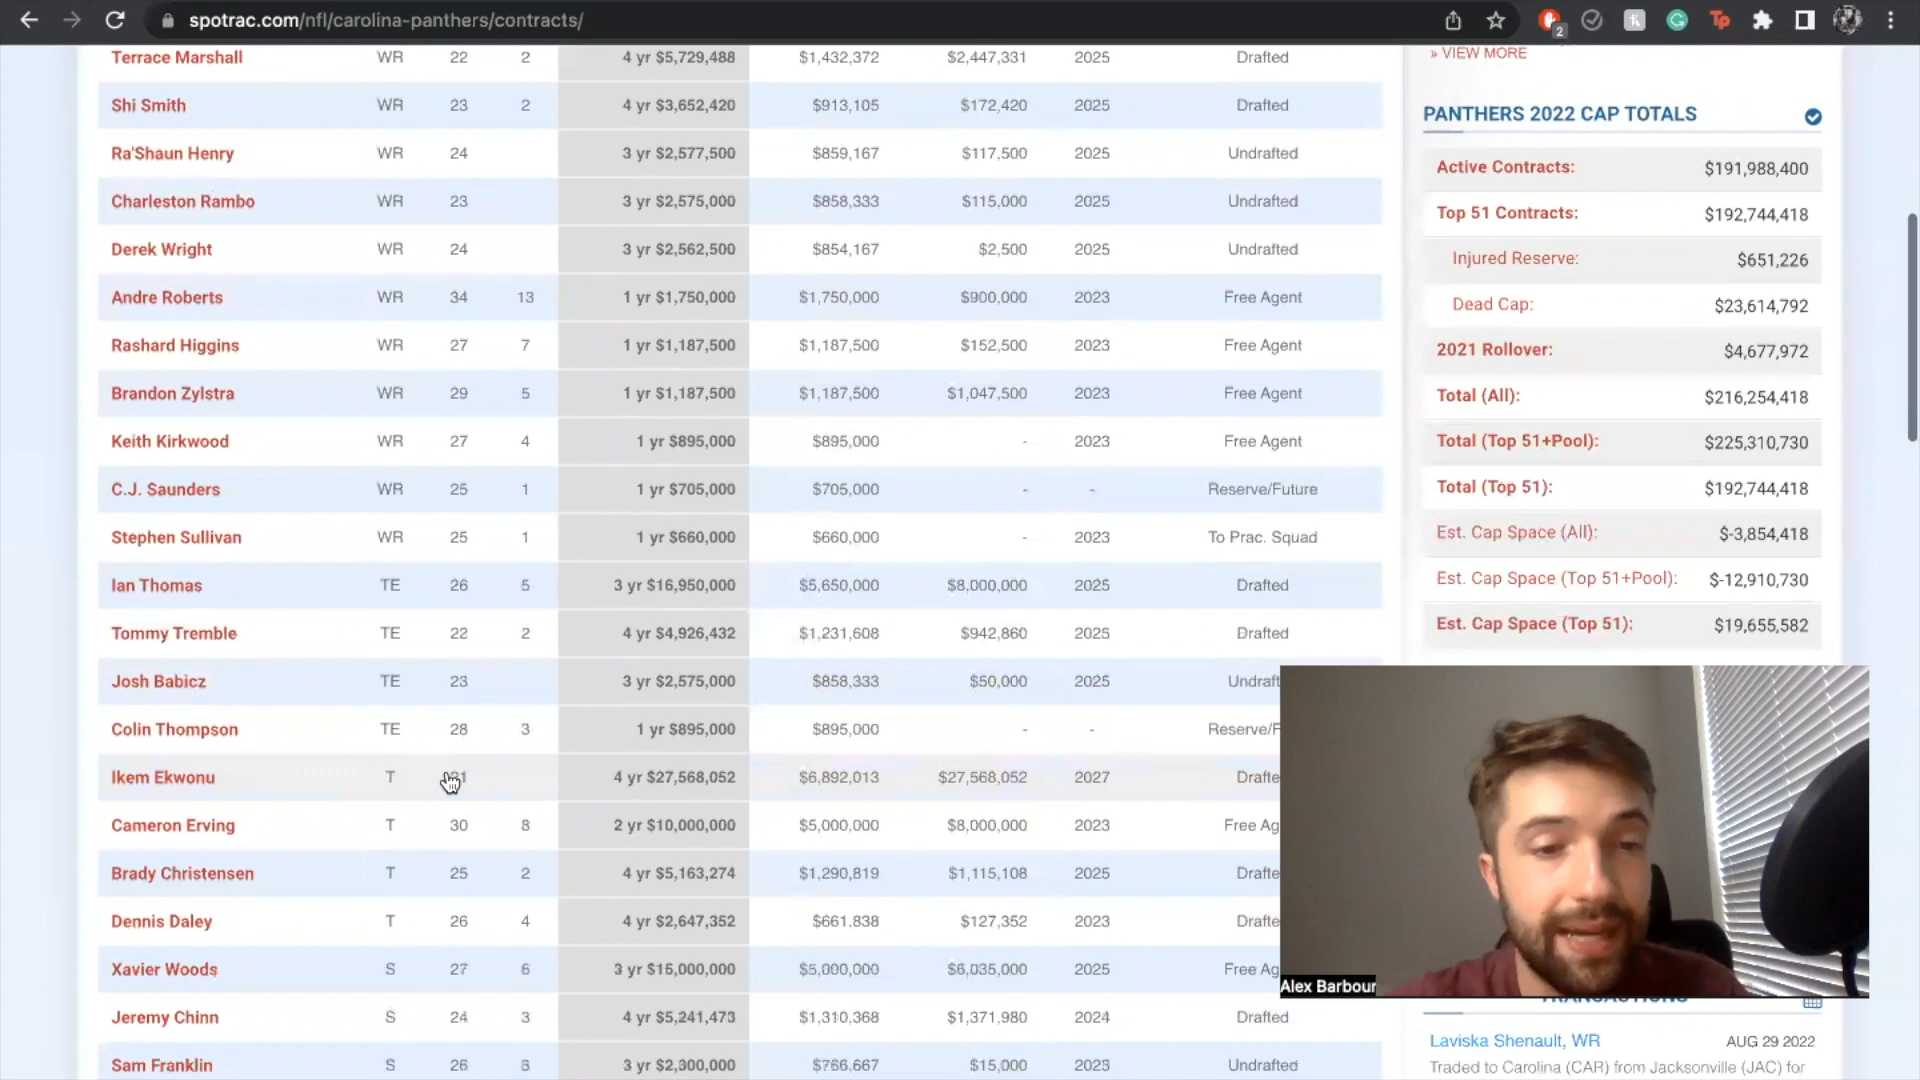 spotrac.com/nfl/carolina-panthers/contracts/
2
Terrace Marshall WR 22 2 4 yr $5,729,488 $1,432,372 $2,447,331 2025 Drafted
Shi Smith WR 23 2 4 yr $3,652,420 $913,105 $172,420 2025 Drafted
Ra'Shaun Henry WR 24 3 yr $2,577,500 $859,167 $117,500 2025 Undrafted
Charleston Rambo WR 23 3 yr $2,575,000 $858,333 $115,000 2025 Undrafted
Derek Wright WR 24 3 yr $2,562,500 $854,167 $2,500 2025 Undrafted
Andre Roberts WR 34 13 1 yr $1,750,000 $1,750,000 $900,000 2023 Free Agent
Rashard Higgins WR 27 7 1 yr $1,187,500 $1,187,500 $152,500 2023 Free Agent
Brandon Zylstra WR 29 5 1 yr $1,187,500 $1,187,500 $1,047,500 2023 Free Agent
Keith Kirkwood WR 27 4 1 yr $895,000 $895,000 - 2023 Free Agent
C.J. Saunders WR 25 1 1 yr $705,000 $705,000 - - Reserve/Future
Stephen Sullivan WR 25 1 1 yr $660,000 $660,000 - 2023 To Prac. Squad
Ian Thomas TE 26 5 3 yr $16,950,000 $5,650,000 $8,000,000 2025 Drafted
Tommy Tremble TE 22 2 4 yr $4,926,432 $1,231,608 $942,860 2025 Drafted
Josh Babicz TE 23 3 yr $2,575,000 $858,333 $50,000 2025 Undraft
Colin Thompson TE 28 3 1 yr $895,000 $895,000 - - Reserve/F
Ikem Ekwonu T 4 yr $27,568,052 $6,892,013 $27,568,052 2027 Drafte
Cameron Erving T 30 8 2 yr $10,000,000 $5,000,000 $8,000,000 2023 Free Ag
Brady Christensen T 25 2 4 yr $5,163,274 $1,290,819 $1,115,108 2025 Drafte
Dennis Daley T 26 4 4 yr $2,647,352 $661,838 $127,352 2023 Drafte
Xavier Woods S 27 6 3 yr $15,000,000 $5,000,000 $6,035,000 2025 Free Ag
Jeremy Chinn S 24 3 4 yr $5,241,473 $1,310,368 $1,371,980 2024 Drafted
Sam Franklin S 26 3 3 yr $2,300,000 $766,667 $15,000 2023 Undrafted
» VIEW MORE
PANTHERS 2022 CAP TOTALS
Active Contracts: $191,988,400
Top 51 Contracts: $192,744,418
Injured Reserve: $651,226
Dead Cap: $23,614,792
2021 Rollover: $4,677,972
Total (All): $216,254,418
Total (Top 51+Pool): $225,310,730
Total (Top 51): $192,744,418
Est. Cap Space (All): $-3,854,418
Est. Cap Space (Top 51+Pool): $-12,910,730
Est. Cap Space (Top 51): $19,655,582
Alex Barbour
TRANSACTIONS
Laviska Shenault, WR AUG 29 2022
Traded to Carolina (CAR) from Jacksonville (JAC) for